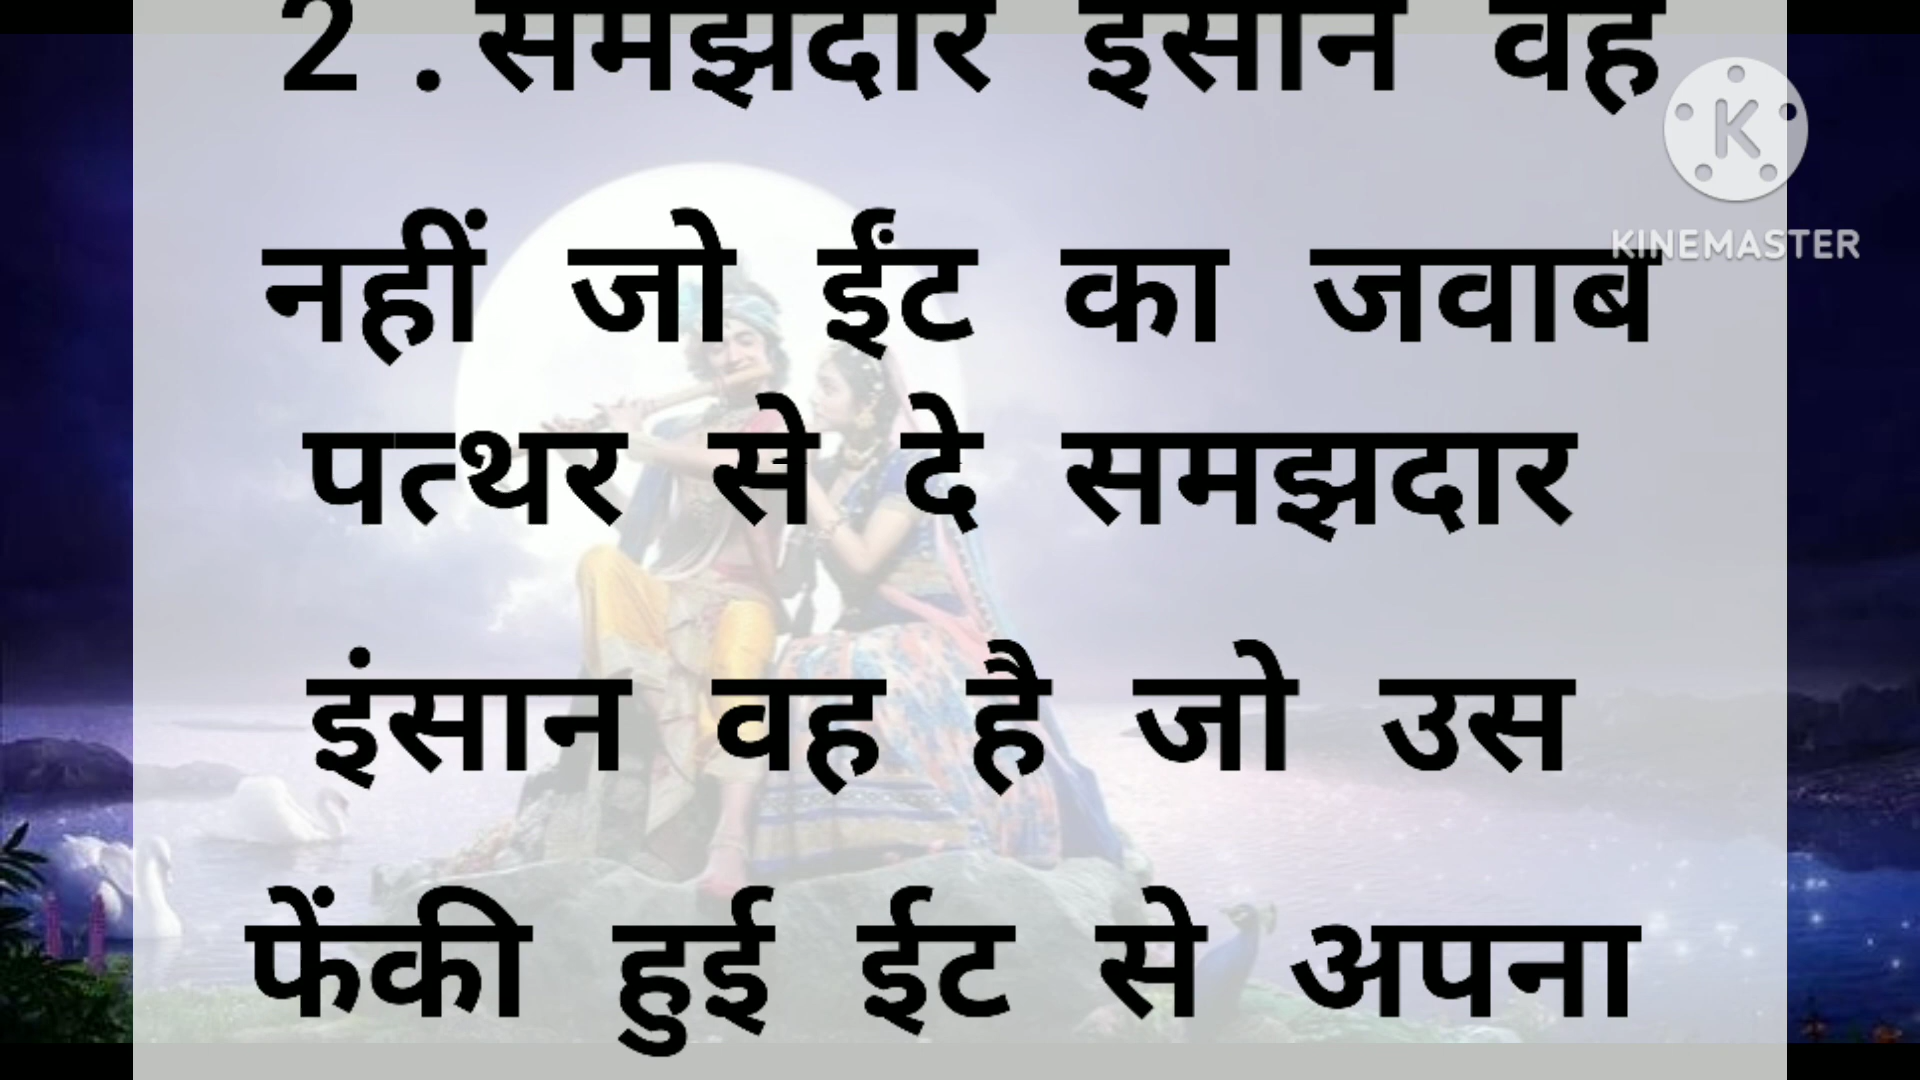 2 . समझदार इंसान वह
नहीं जो ईंट का जवाब
पत्थर से दे समझदार
इंसान वह है जो उस
फेंकी हुई ईट से अपना
K
KINEMASTER